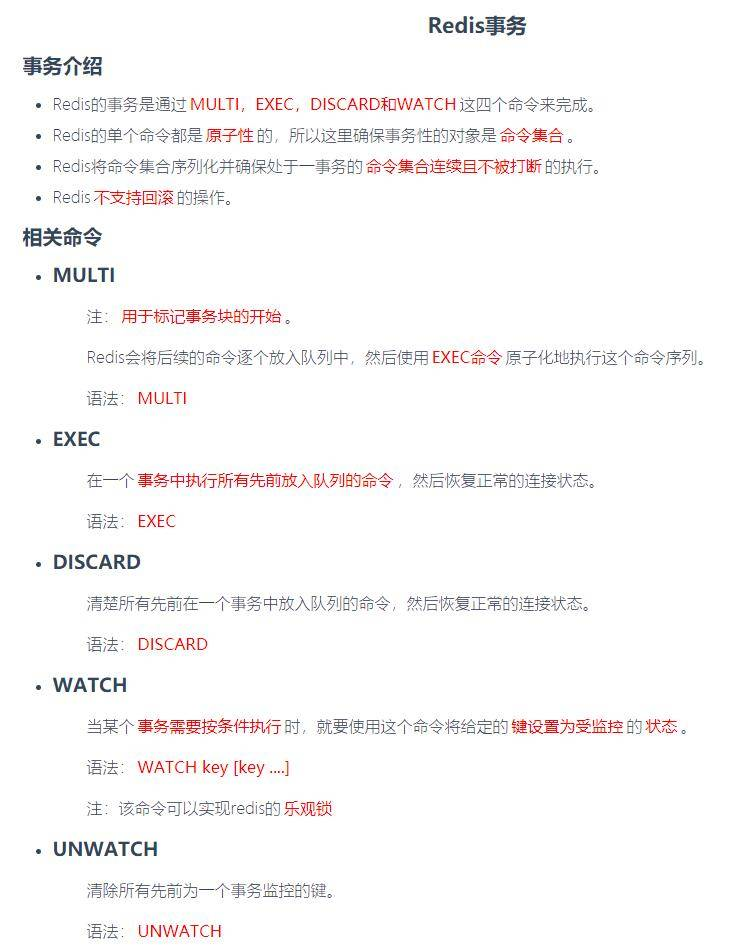 Redis事务
事务介绍
Redis的事务是通过 MULTI，EXEC，DISCARD和WATCH 这四个命令来完成。
Redis的单个命令都是 原子性 的，所以这里确保事务性的对象是 命令集合 。
Redis将命令集合序列化并确保处于一事务的 命令集合连续且不被打断 的执行。
Redis 不支持回滚 的操作。
相关命令
MULTI
注： 用于标记事务块的开始 。
Redis会将后续的命令逐个放入队列中，然后使用 EXEC命令 原子化地执行这个命令序列。
语法： MULTI
EXEC
在一个 事务中执行所有先前放入队列的命令 ，然后恢复正常的连接状态。
语法： EXEC
DISCARD
清楚所有先前在一个事务中放入队列的命令，然后恢复正常的连接状态。
语法： DISCARD
WATCH
当某个 事务需要按条件执行 时，就要使用这个命令将给定的 键设置为受监控 的 状态 。
语法： WATCH key [key ....]
注：该命令可以实现redis的 乐观锁
UNWATCH
清除所有先前为一个事务监控的键。
语法： UNWATCH